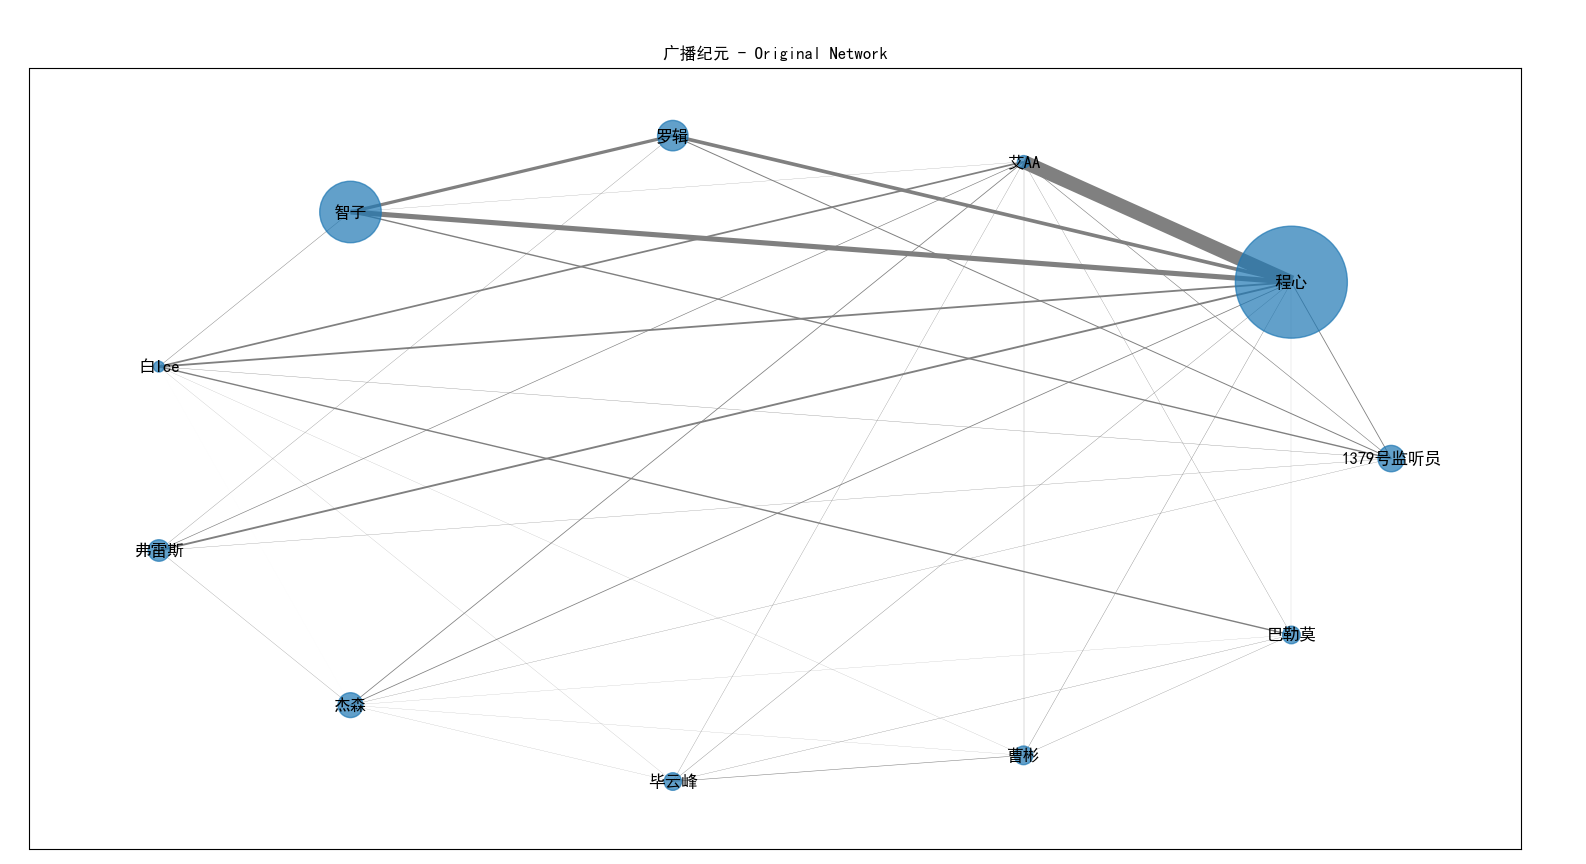 广播纪元 - Original Network
罗辑
艾AA
智子
程心
白Ice
1379号监听员
弗雷斯
巴勒莫
杰森
曹彬
毕云峰